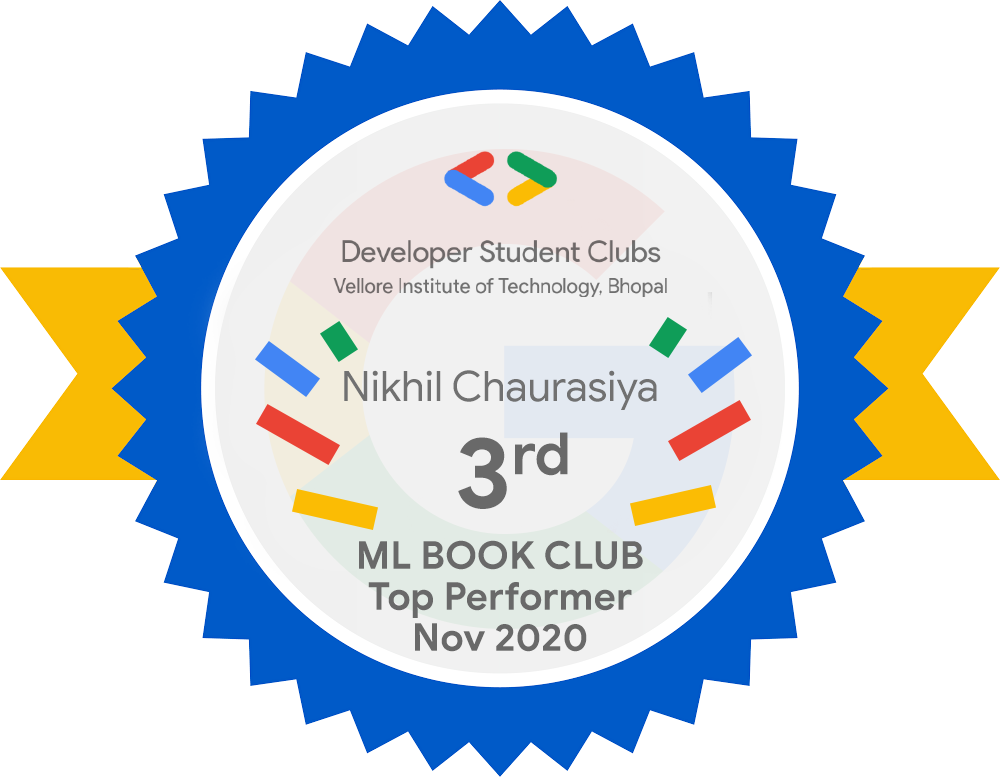 Developer Student Clubs
Vellore Institute of Technology, Bhopal
Nikhil Chaurasiya
3rd
ML BOOK CLUB
Top Performer
Nov 2020